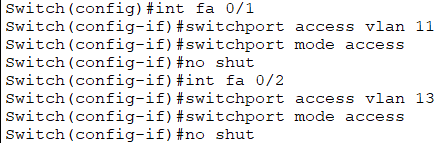 Switch(config)#int fa 0/1
Switch(config-if)#switchport access vlan 11
Switch(config-if)#switchport mode access
Switch(config-if)#no shut
Switch(config-if)#int fa 0/2
Switch(config-if)#switchport access vlan 13
Switch(config-if)#switchport mode access
Switch(config-if)#no shut